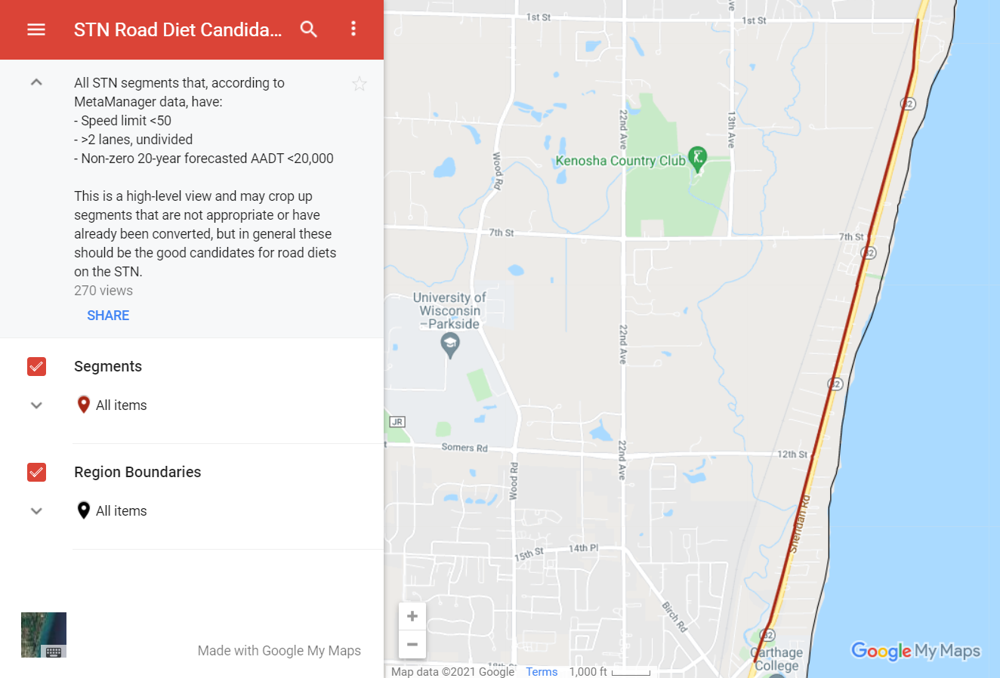 STN Road Diet Candida...
All STN segments that, according to
MetaManager data, have:
- Speed limit <50
- >2 lanes, undivided
- Non-zero 20-year forecasted AADT <20,000
This is a high-level view and may crop up
segments that are not appropriate or have
already been converted, but in general these
should be the good candidates for road diets
on the STN.
270 views
SHARE
Segments
All items
Region Boundaries
All items
Made with Google My Maps
1st St
1st St
32
22nd Ave
13th Ave
Kenosha Country Club
Wood Rd
7th St
7th St
32
University of
Wisconsin
–Parkside
22nd Ave
32
JR
Somers Rd
22nd Ave
12th St
Wood Rd
Sheridan Rd
15th St
14th Pl
Birch Rd
32
Carthage
College
18th St
Google My Maps
Map data ©2021 Google
Terms
1,000 ft